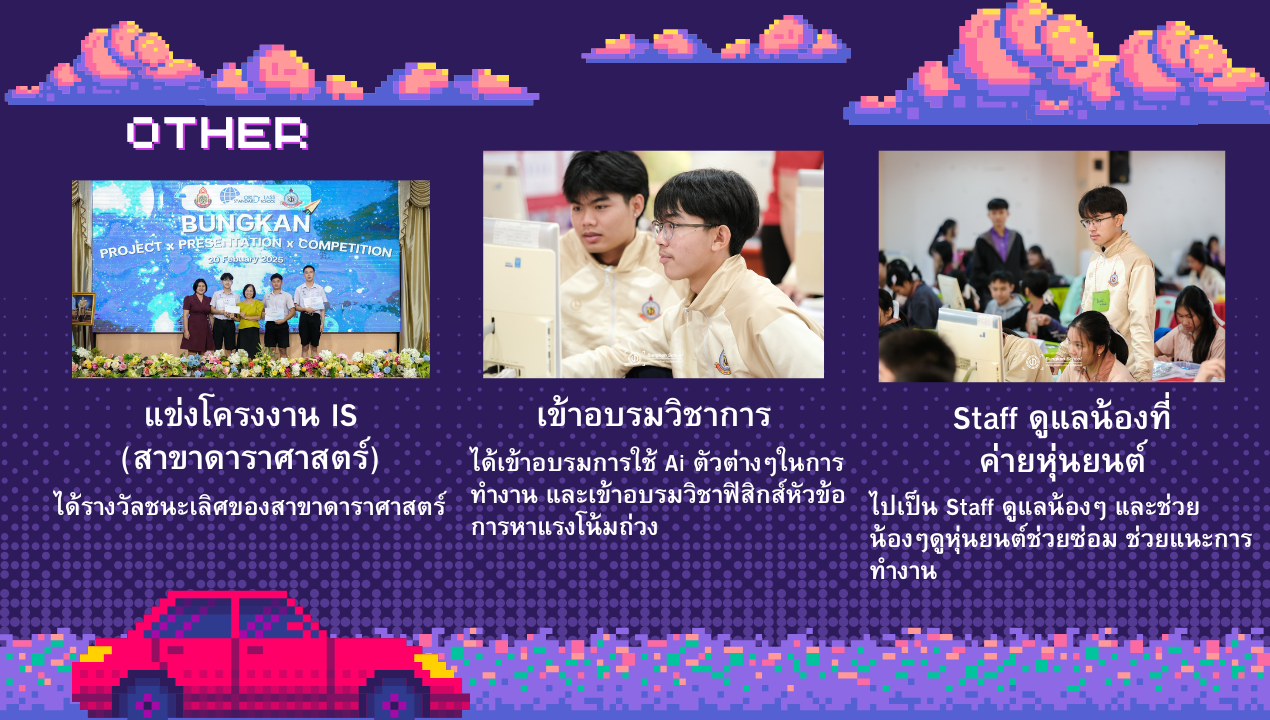 OTHER
BUNGKAN
PROJECT x PRESENTATION x COMPETITION
แข่งโครงงาน IS
(สาขาดาราศาสตร์)
ได้รางวัลชนะเลิศของสาขาดาราศาสตร์
เข้าอบรมวิชาการ
ได้เข้าอบรมการใช้ Ai ตัวต่างๆในการ
ทำงาน และเข้าอบรมวิชาฟิสิกส์หัวข้อ
การหาแรงโน้มถ่วง
Staff ดูแลน้องที่
ค่ายหุ่นยนต์
ไปเป็น Staff ดูแลน้องๆ และช่วย
น้องๆดูหุ่นยนต์ช่วยซ่อม ช่วยแนะการ
ทำงาน